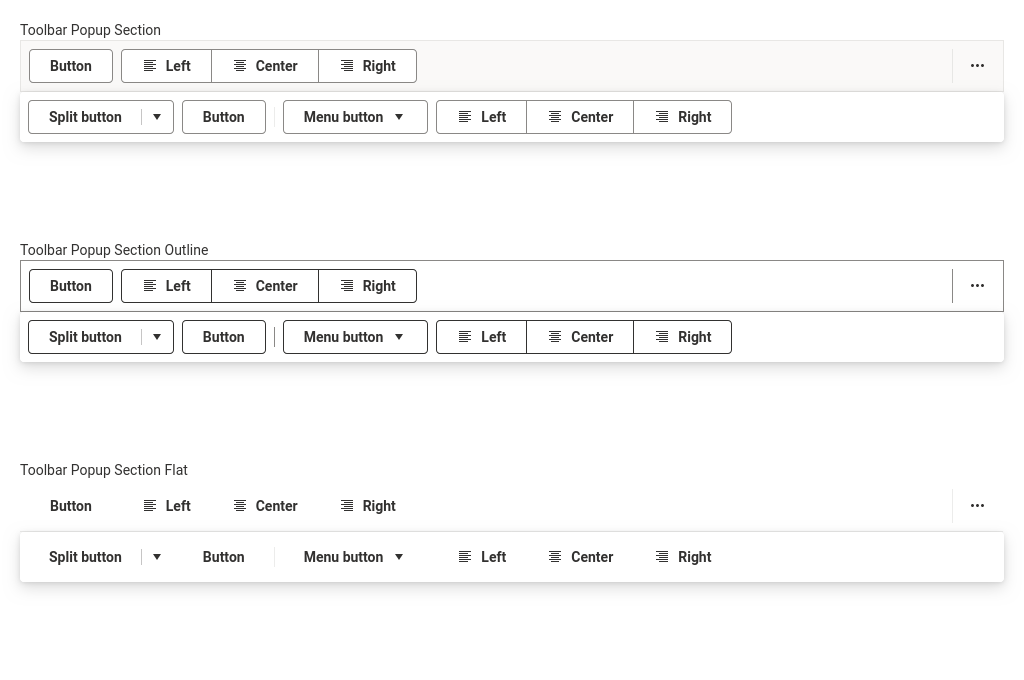 Toolbar Popup Section
Button Left Center Right
Split button Button Menu button Left Center Right
Toolbar Popup Section Outline
Button Left Center Right
Split button Button Menu button Left Center Right
Toolbar Popup Section Flat
Button Left Center Right
Split button Button Menu button Left Center Right